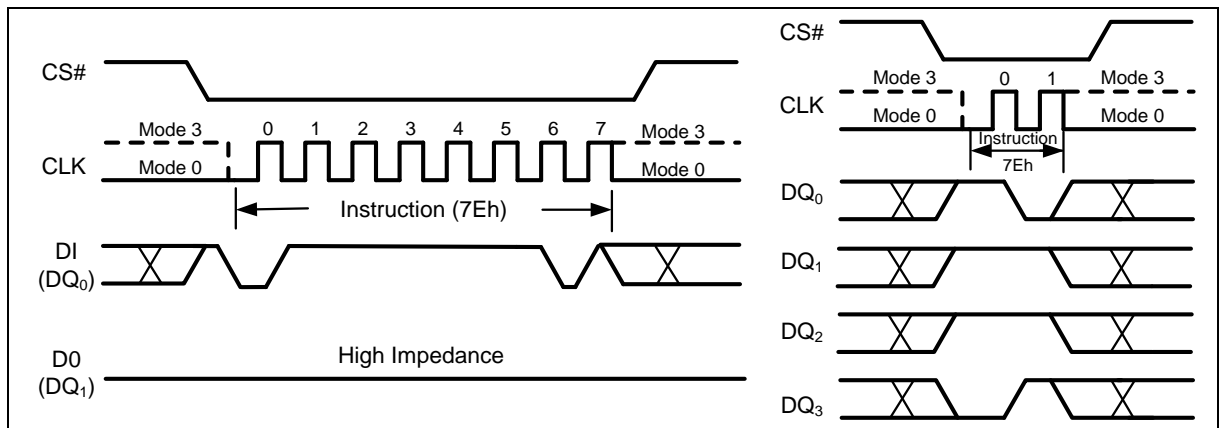 CS#
Mode 3
0 1 2 3 4 5 6 7
Mode 3
CLK
Mode 0
Mode 0
Instruction (7Eh)
DI
(DQ0)
D0
(DQ1)
High Impedance
CS#
Mode 3
0 1
Mode 3
CLK
Mode 0
Mode 0
Instruction
7Eh
DQ0
DQ1
DQ2
DQ3